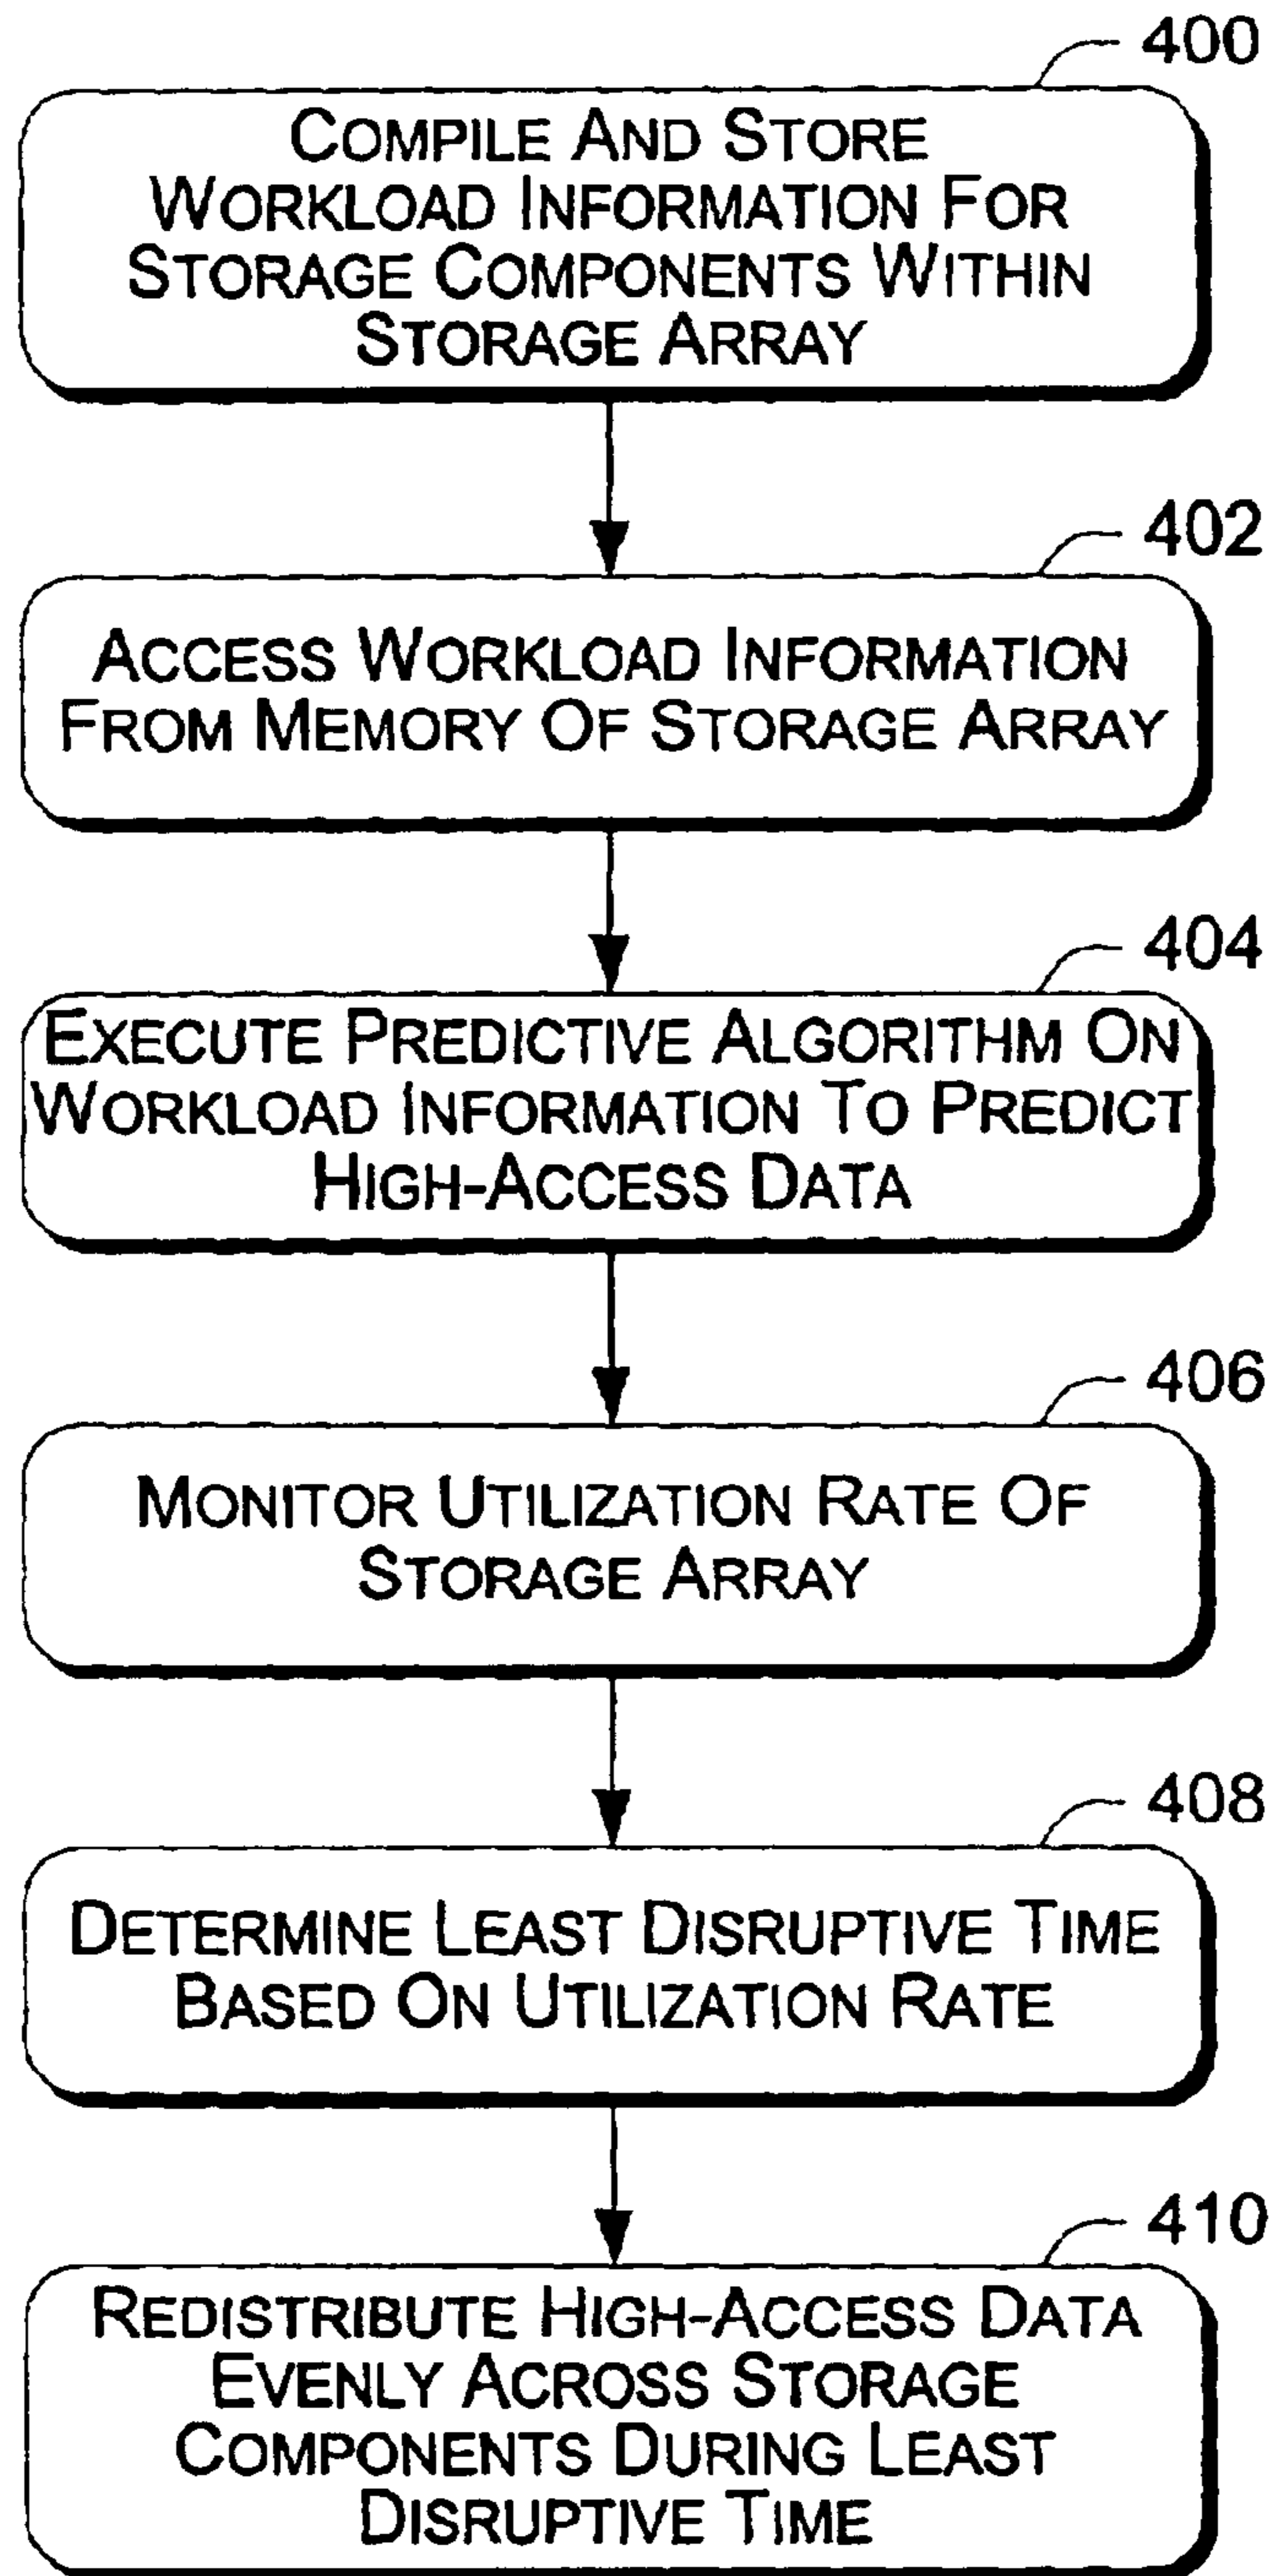 400
COMPILE AND STORE
WORKLOAD INFORMATION FOR
STORAGE COMPONENTS WITHIN
STORAGE ARRAY
402
ACCESS WORKLOAD INFORMATION
FROM MEMORY OF STORAGE ARRAY
404
EXECUTE PREDICTIVE ALGORITHM ON
WORKLOAD INFORMATION TO PREDICT
HIGH-ACCESS DATA
406
MONITOR UTILIZATION RATE OF
STORAGE ARRAY
408
DETERMINE LEAST DISRUPTIVE TIME
BASED ON UTILIZATION RATE
410
REDISTRIBUTE HIGH-ACCESS DATA
EVENLY ACROSS STORAGE
COMPONENTS DURING LEAST
DISRUPTIVE TIME